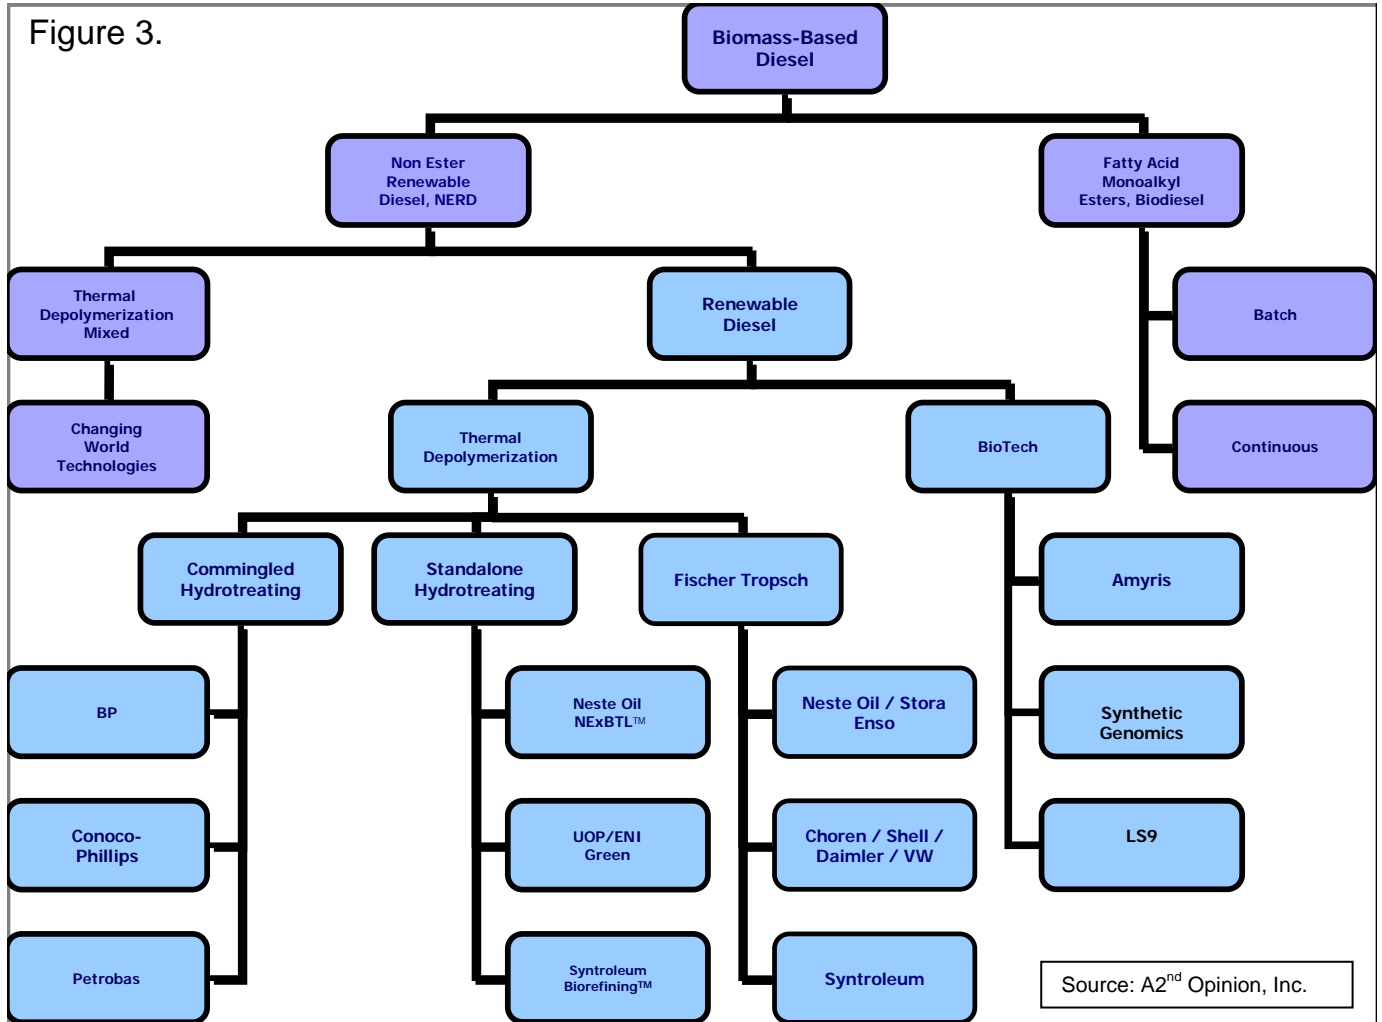 Figure 3.
Biomass-Based
Diesel
Non Ester
Renewable
Diesel, NERD
Fatty Acid
Monoalkyl
Esters, Biodiesel
Thermal
Depolymerization
Mixed
Renewable
Diesel
Batch
Changing
World
Technologies
Thermal
Depolymerization
BioTech
Continuous
Commingled
Hydrotreating
Standalone
Hydrotreating
Fischer Tropsch
Amyris
BP
Neste Oil
NExBTL™
Neste Oil / Stora
Enso
Synthetic
Genomics
Conoco-
Phillips
UOP/ENI
Green
Choren / Shell /
Daimler / VW
LS9
Petrobas
Syntroleum
Biorefining™
Syntroleum
Source: A2nd Opinion, Inc.